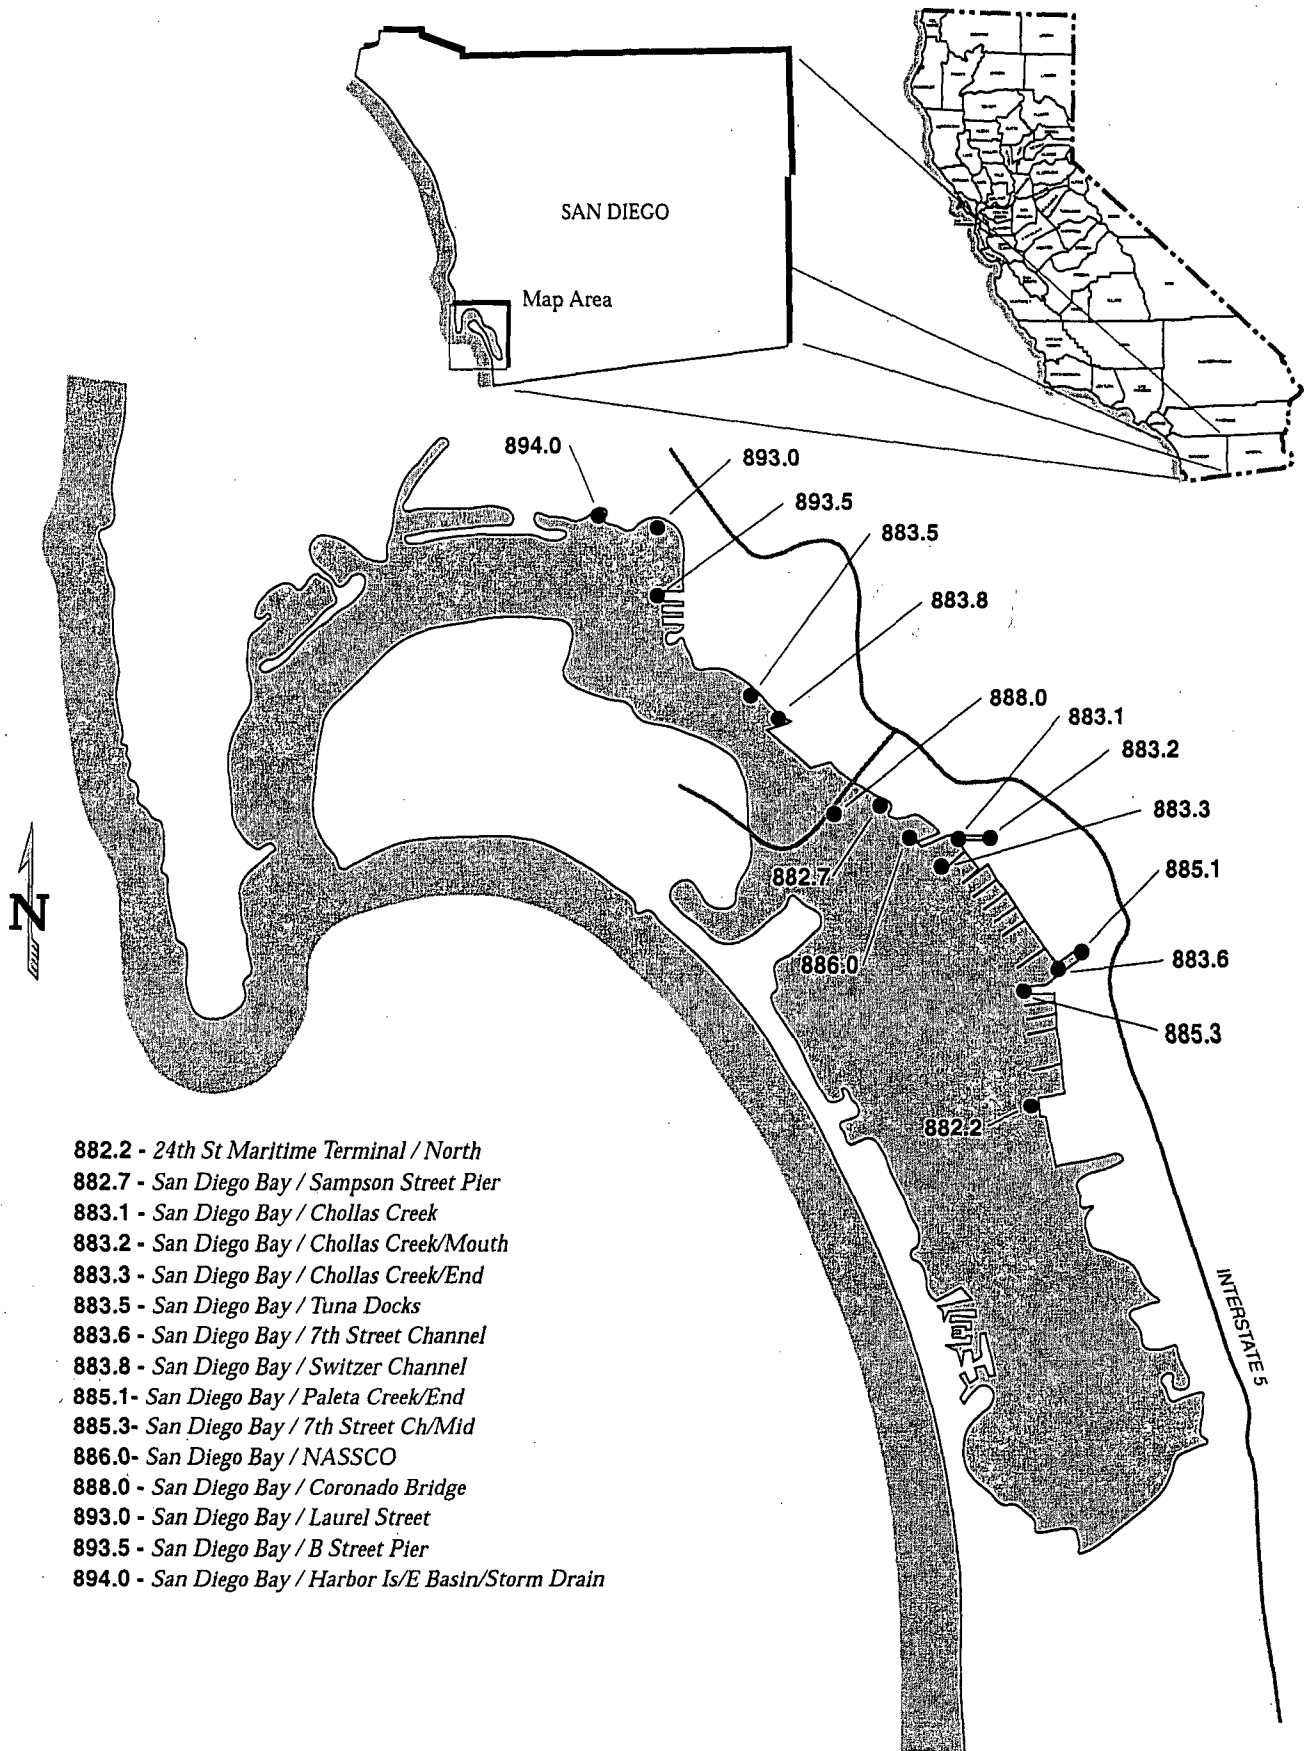 SAN DIEGO
Map Area
894.0
893.0
893.5
883.5
883.8
888.0
883.1
883.2
883.3
882.7
885.1
886.0
883.6
885.3
882.2
N
INTERSTATE 5
882.2 - 24th St Maritime Terminal / North
882.7 - San Diego Bay / Sampson Street Pier
883.1 - San Diego Bay / Chollas Creek
883.2 - San Diego Bay / Chollas Creek/Mouth
883.3 - San Diego Bay / Chollas Creek/End
883.5 - San Diego Bay / Tuna Docks
883.6 - San Diego Bay / 7th Street Channel
883.8 - San Diego Bay / Switzer Channel
885.1- San Diego Bay / Paleta Creek/End
885.3- San Diego Bay / 7th Street Ch/Mid
886.0- San Diego Bay / NASSCO
888.0 - San Diego Bay / Coronado Bridge
893.0 - San Diego Bay / Laurel Street
893.5 - San Diego Bay / B Street Pier
894.0 - San Diego Bay / Harbor Is/E Basin/Storm Drain